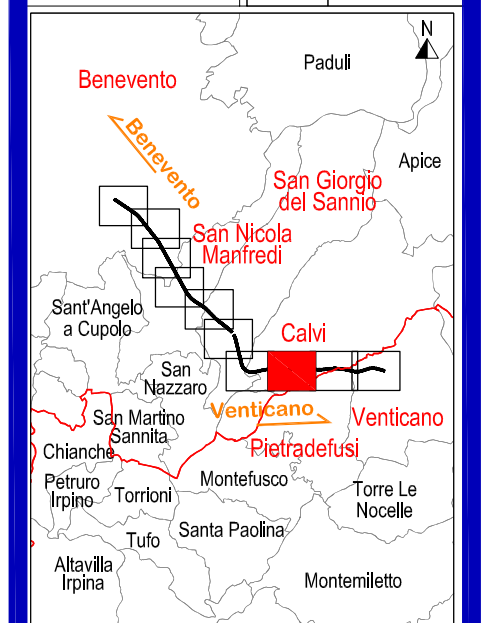 N
Paduli
Benevento
Benevento
Apice
San Giorgio
del Sannio
San Nicola
Manfredi
Sant'Angelo
a Cupolo
Calvi
San
Nazzaro
Venticano
Venticano
San Martino
Sannita
Pietradefusi
Chianche
Montefusco
Petruro
Irpino
Torrioni
Torre Le
Nocelle
Santa Paolina
Tufo
Altavilla
Irpina
Montemiletto